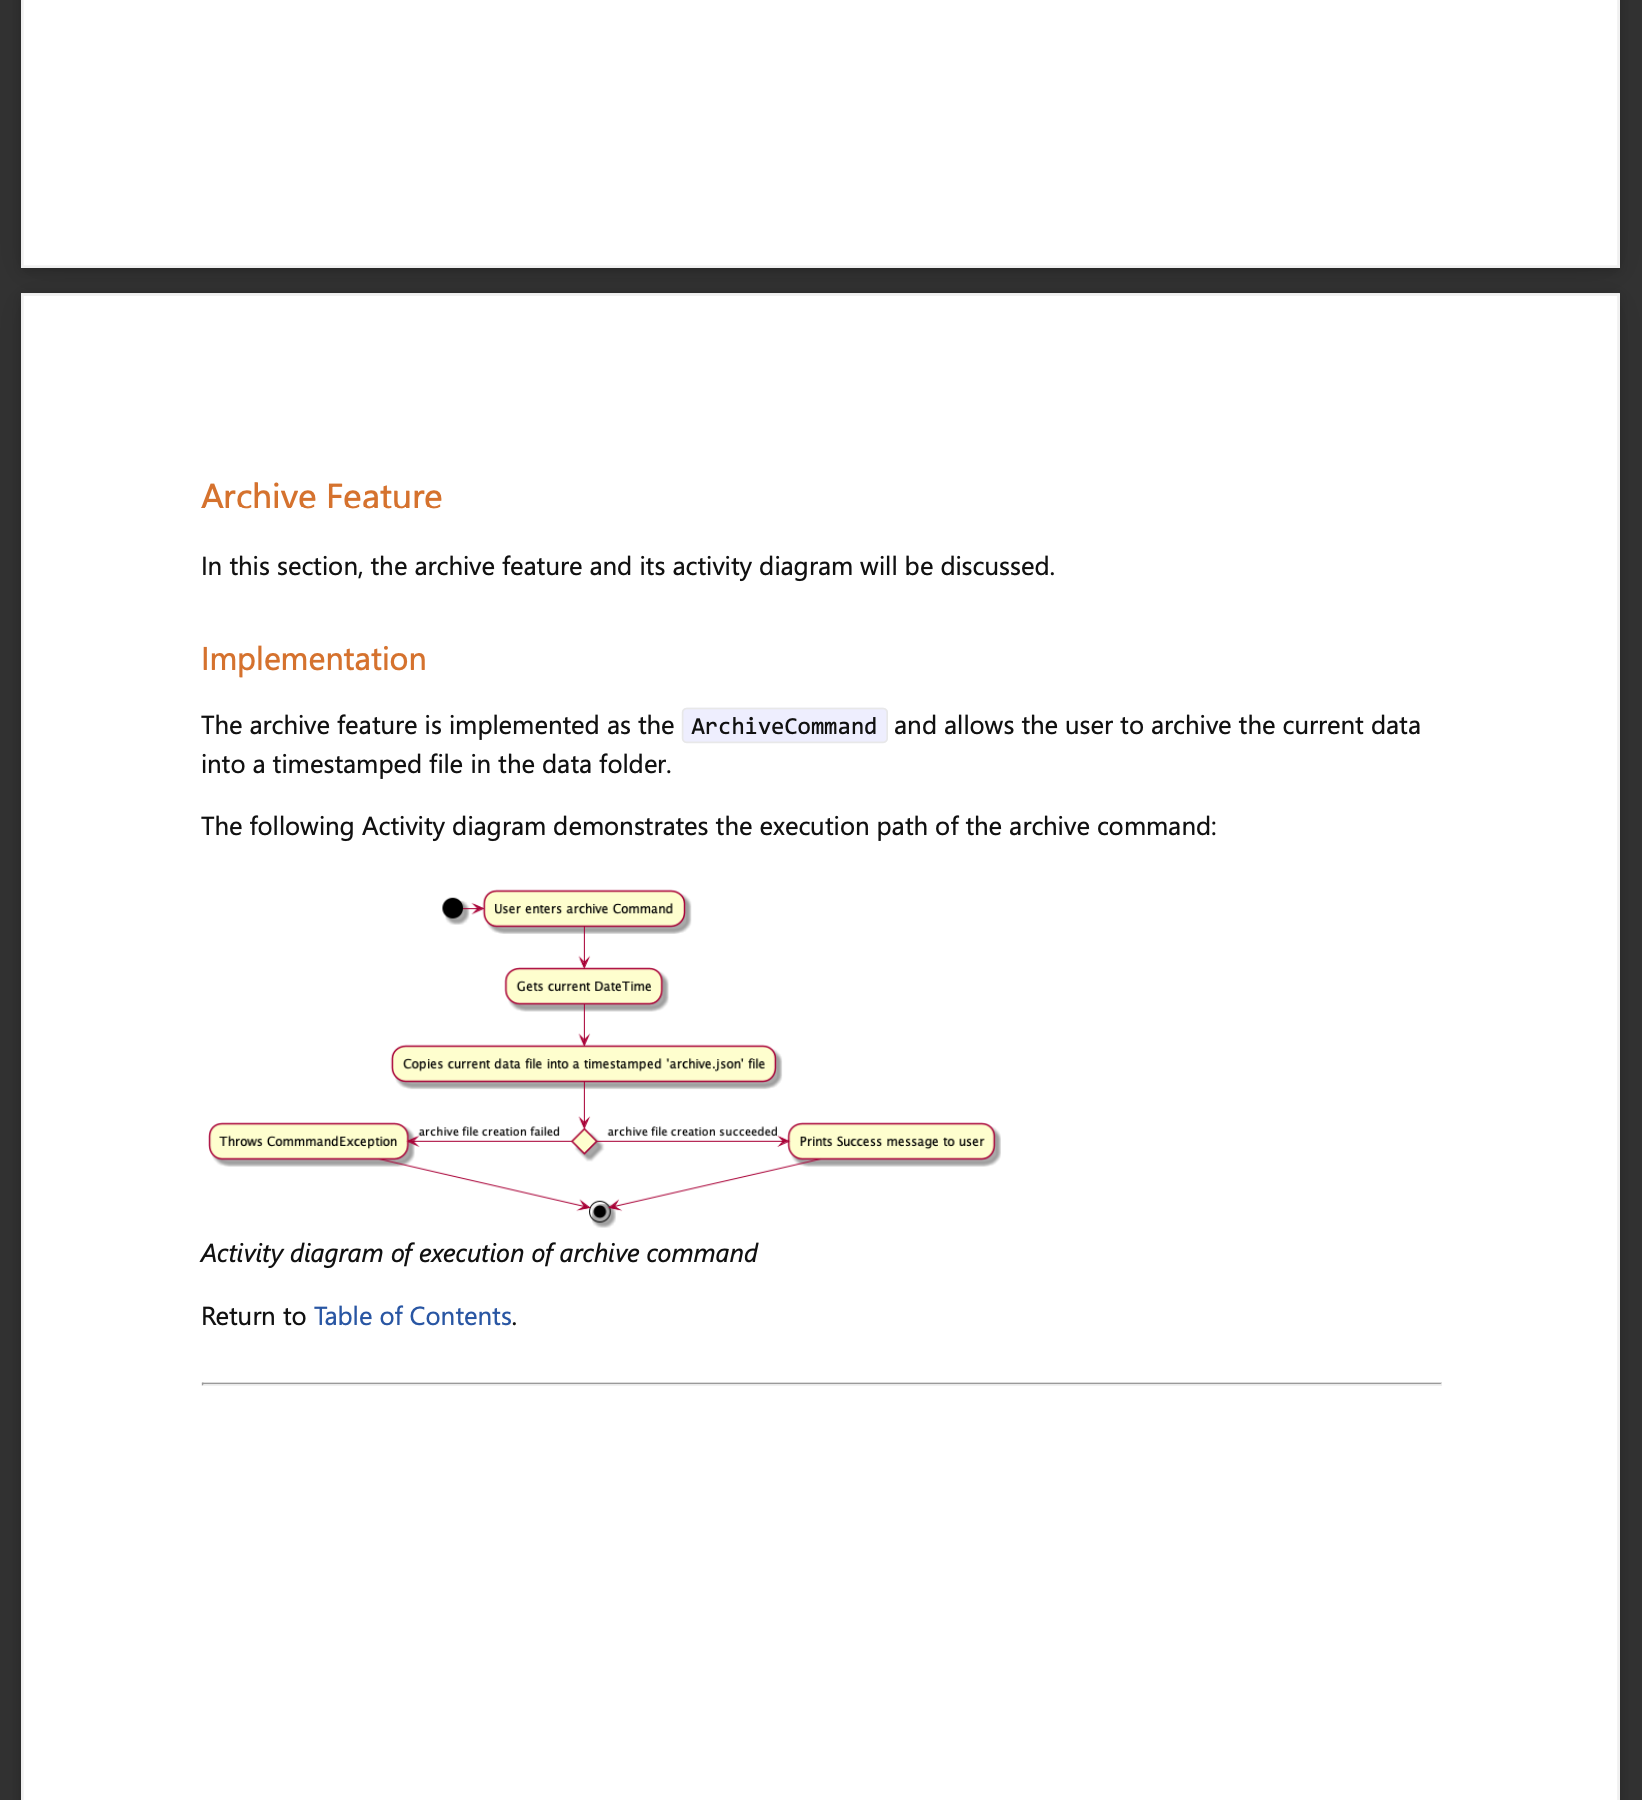 Archive Feature
In this section, the archive feature and its activity diagram will be discussed.
Implementation
The archive feature is implemented as the ArchiveCommand and allows the user to archive the current data
into a timestamped file in the data folder.
The following Activity diagram demonstrates the execution path of the archive command:
User enters archive Command
Gets current DateTime
Copies current data file into a timestamped 'archive.json' file
Throws CommmandException
archive file creation failed
archive file creation succeeded
Prints Success message to user
Activity diagram of execution of archive command
Return to Table of Contents.